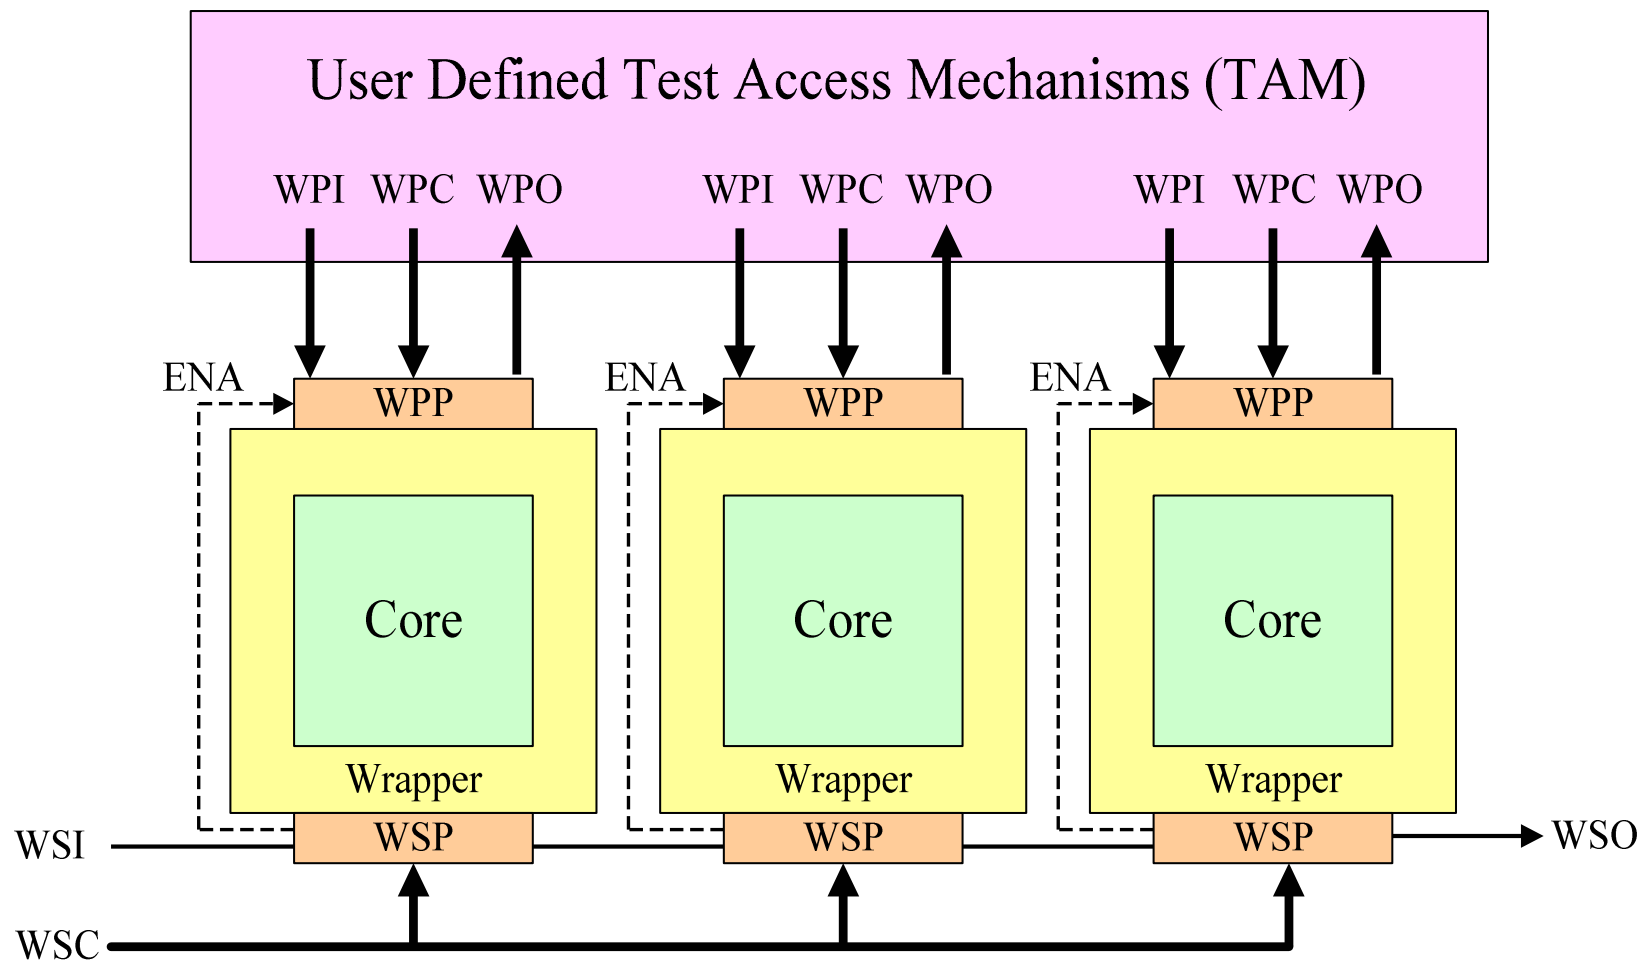 User Defined Test Access Mechanisms (TAM)
WPI WPC WPO WPI WPC WPO WPI WPC WPO
ENA ENA ENA
WPP WPP WPP
Core Core Core
Wrapper Wrapper Wrapper
WSI WSP WSP WSP WSO
WSC